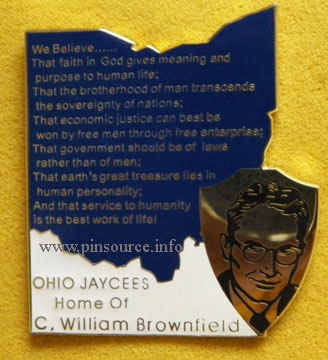 We Believe......
That faith in God gives meaning and
purpose to human life;
That the brotherhood of man transcends
the sovereignty of nations;
That economic justice can best be
won by free men through free enterprise;
That government should be of laws
rather than of men;
That earth's great treasure lies in
human personality;
And that service to humanity
is the best work of life!
www.pinsource.info
OHIO JAYCEES
Home Of
C. William Brownfield